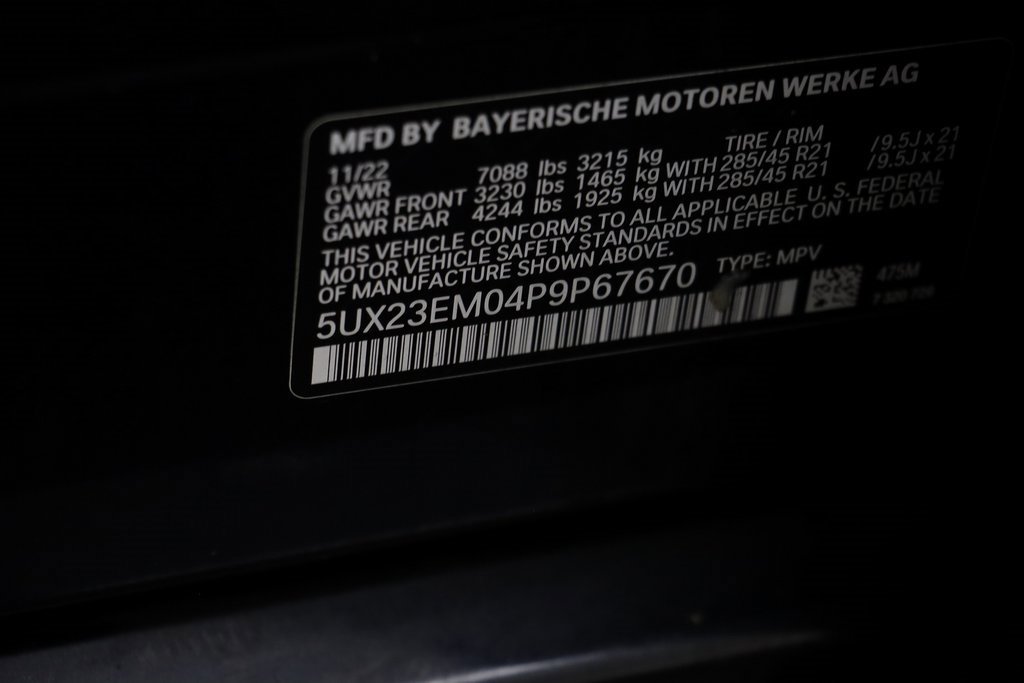 MFD BY BAYERISCHE MOTOREN WERKE AG
11/22 TIRE / RIM
GVWR 7088 lbs 3215 kg
GAWR FRONT 3230 lbs 1465 kg WITH 285/45 R21 /9.5J x 21
GAWR REAR 4244 lbs 1925 kg WITH 285/45 R21 /9.5J x 21
THIS VEHICLE CONFORMS TO ALL APPLICABLE U. S. FEDERAL
MOTOR VEHICLE SAFETY STANDARDS IN EFFECT ON THE DATE
OF MANUFACTURE SHOWN ABOVE.
5UX23EM04P9P67670 TYPE: MPV
475M